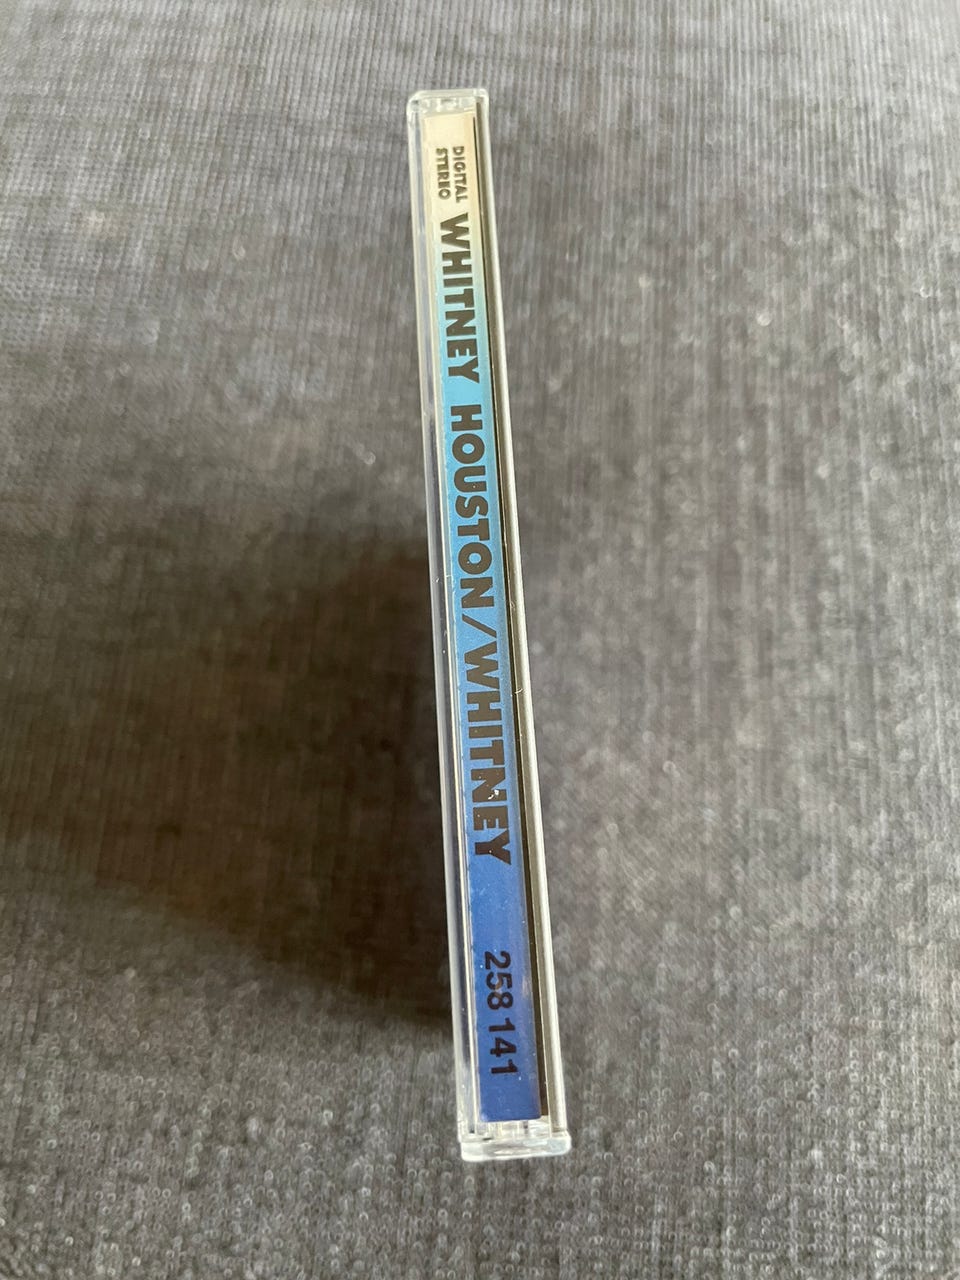 DIGITAL
STEREO
WHITNEY HOUSTON/WHITNEY
258 141